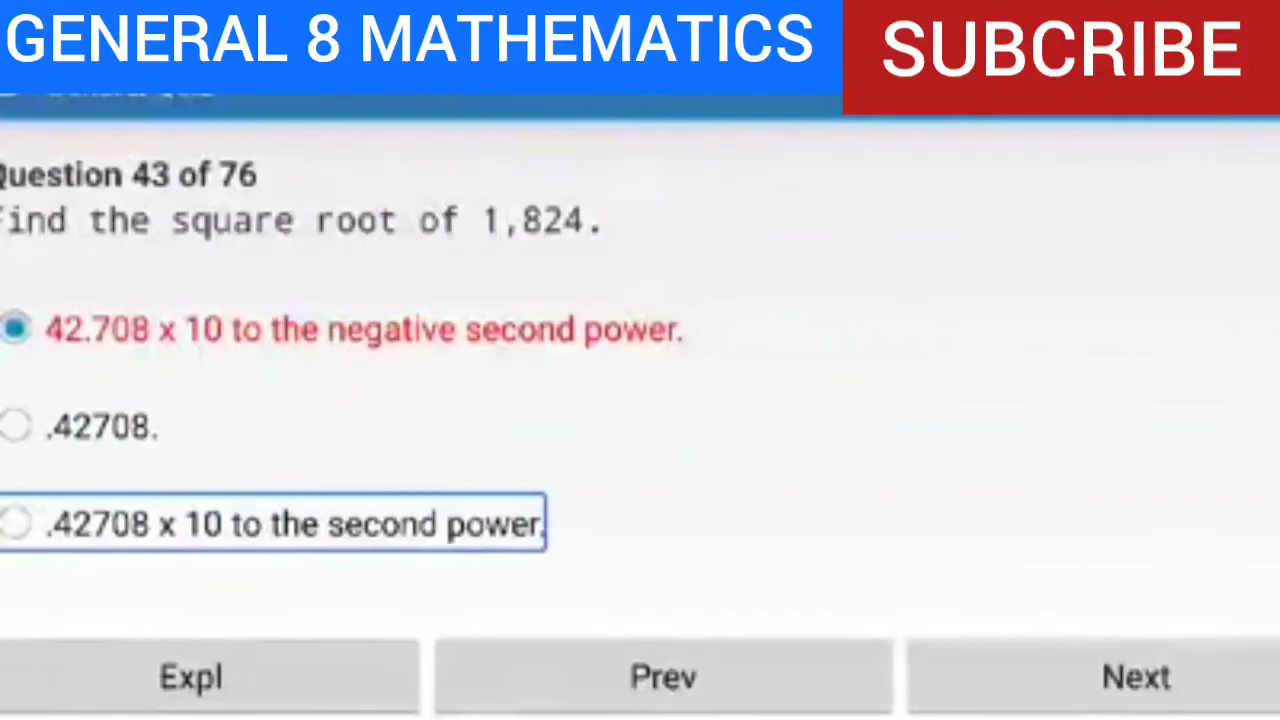 GENERAL 8 MATHEMATICS
SUBCRIBE
Question 43 of 76
Find the square root of 1,824.
42.708 x 10 to the negative second power.
.42708.
.42708 x 10 to the second power.
Expl
Prev
Next